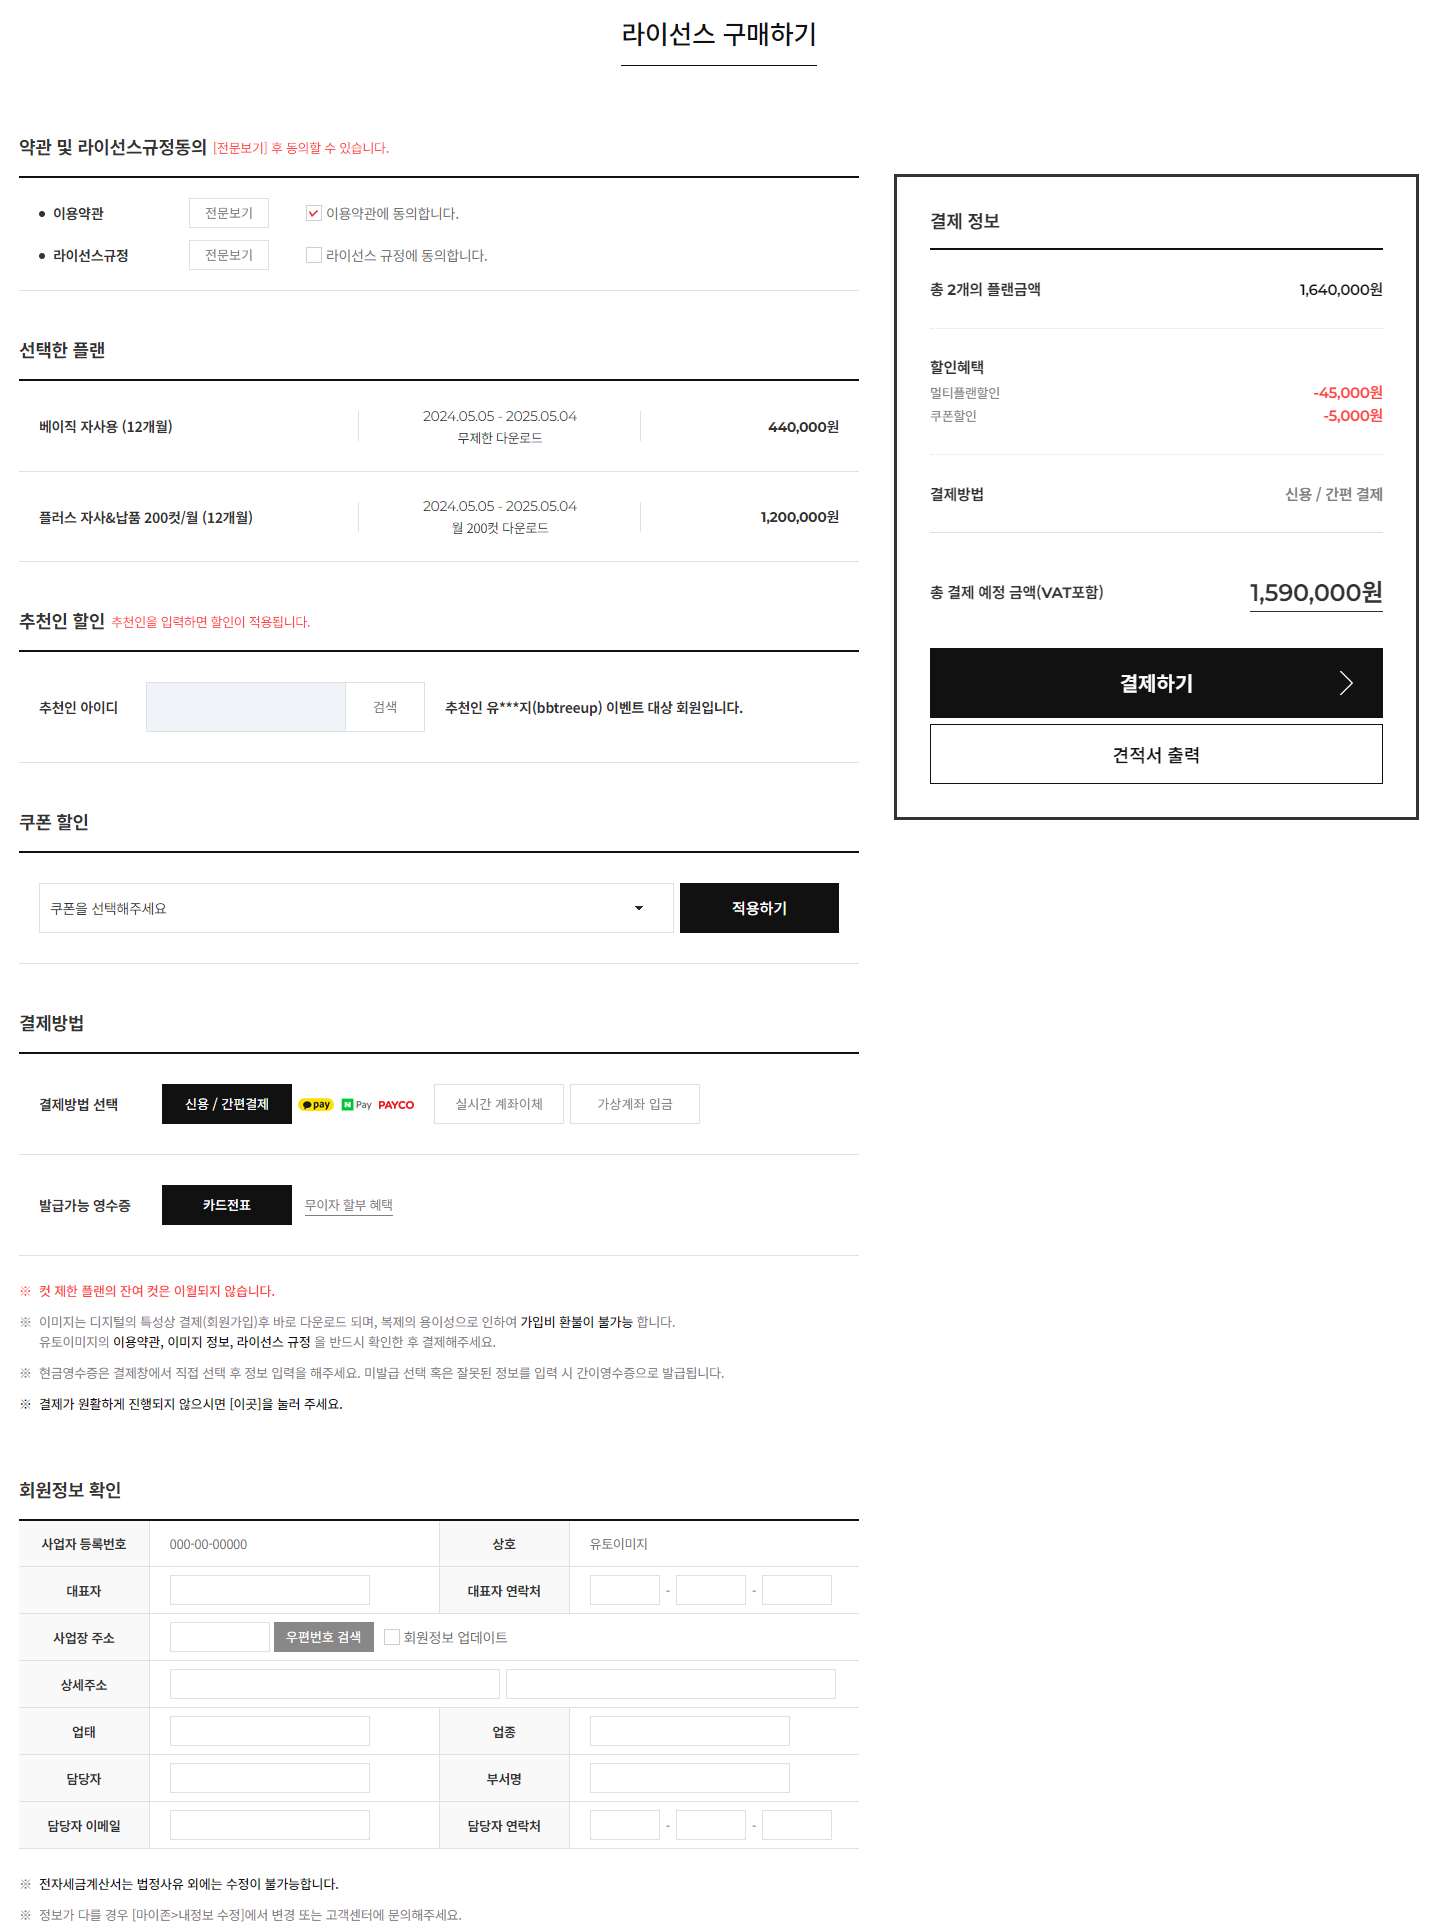 라이선스 구매하기
약관 및 라이선스규정동의 [전문보기] 후 동의할 수 있습니다.
이용약관 전문보기 이용약관에 동의합니다.
라이선스규정 전문보기 라이선스 규정에 동의합니다.
선택한 플랜
베이직 자사용 (12개월)
2024.05.05 - 2025.05.04
무제한 다운로드
440,000원
플러스 자사&납품 200컷/월 (12개월)
2024.05.05 - 2025.05.04
월 200컷 다운로드
1,200,000원
추천인 할인 추천인을 입력하면 할인이 적용됩니다.
추천인 아이디 검색 추천인 유***지(bbtreeup) 이벤트 대상 회원입니다.
쿠폰 할인
쿠폰을 선택해주세요 적용하기
결제방법
결제방법 선택 신용 / 간편결제 pay N Pay PAYCO 실시간 계좌이체 가상계좌 입금
발급가능 영수증 카드전표 무이자 할부 혜택
※ 컷 제한 플랜의 잔여 컷은 이월되지 않습니다.
※ 이미지는 디지털의 특성상 결제(회원가입)후 바로 다운로드 되며, 복제의 용이성으로 인하여 가입비 환불이 불가능 합니다.
유토이미지의 이용약관, 이미지 정보, 라이선스 규정 을 반드시 확인한 후 결제해주세요.
※ 현금영수증은 결제창에서 직접 선택 후 정보 입력을 해주세요. 미발급 선택 혹은 잘못된 정보를 입력 시 간이영수증으로 발급됩니다.
※ 결제가 원활하게 진행되지 않으시면 [이곳]을 눌러 주세요.
회원정보 확인
사업자 등록번호 000-00-00000 상호 유토이미지
대표자 대표자 연락처 - -
사업장 주소 우편번호 검색 회원정보 업데이트
상세주소
업태 업종
담당자 부서명
담당자 이메일 담당자 연락처 - -
※ 전자세금계산서는 법정사유 외에는 수정이 불가능합니다.
※ 정보가 다를 경우 [마이존>내정보 수정]에서 변경 또는 고객센터에 문의해주세요.
결제 정보
총 2개의 플랜금액 1,640,000원
할인혜택
멀티플랜할인 -45,000원
쿠폰할인 -5,000원
결제방법 신용 / 간편 결제
총 결제 예정 금액(VAT포함) 1,590,000원
결제하기
견적서 출력